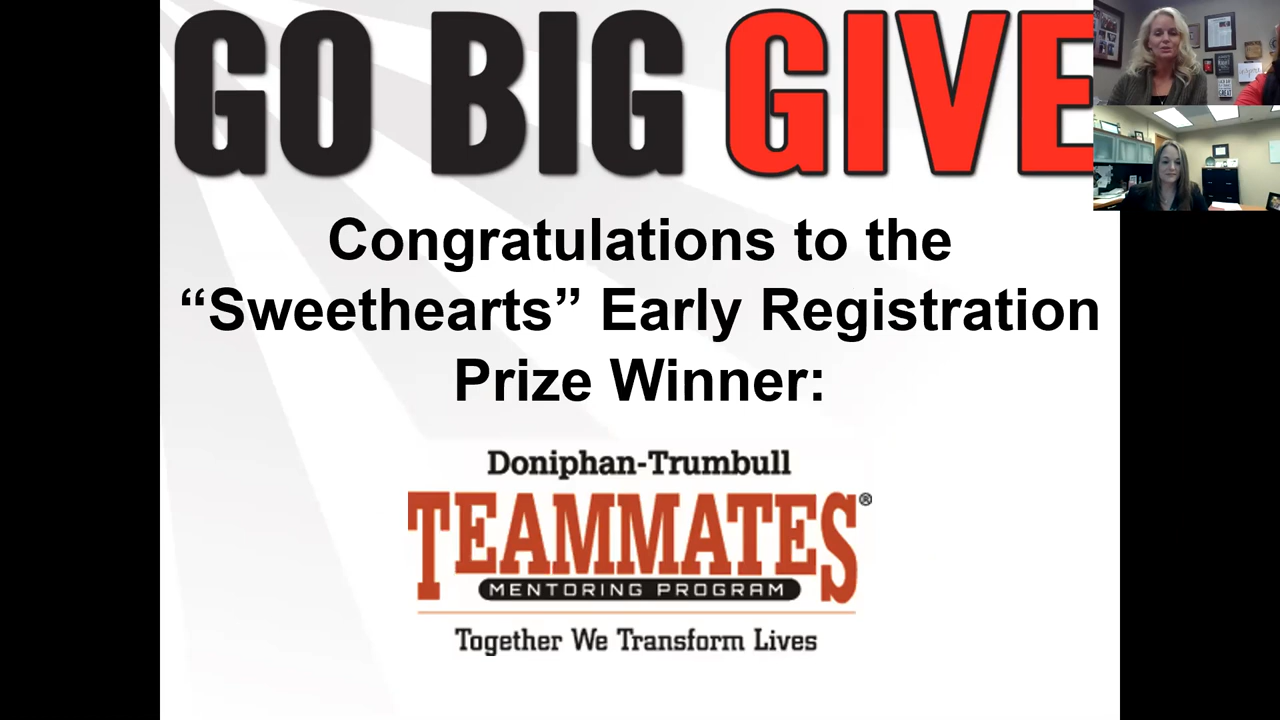 GO BIG GIVE
Congratulations to the
“Sweethearts” Early Registration
Prize Winner:
Doniphan-Trumbull
TEAMMATES®
MENTORING PROGRAM
Together We Transform Lives